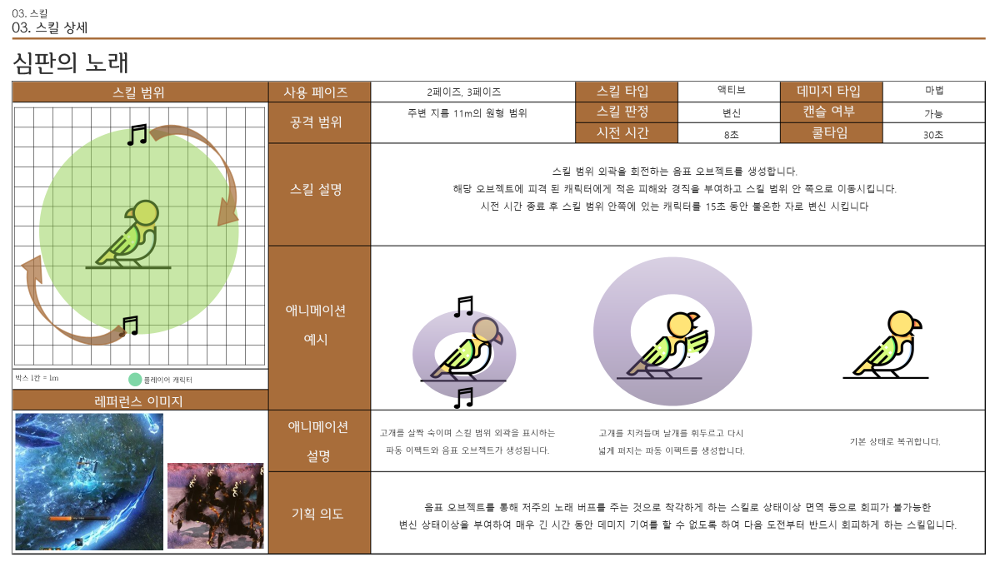 03. 스킬
03. 스킬 상세
심판의 노래
스킬 범위
사용 페이즈
2페이즈, 3페이즈
스킬 타입
액티브
데미지 타입
마법
공격 범위
주변 지름 11m의 원형 범위
스킬 판정
변신
캔슬 여부
가능
시전 시간
8초
쿨타임
30초
스킬 설명
스킬 범위 외곽을 회전하는 음표 오브젝트를 생성합니다.
해당 오브젝트에 피격 된 캐릭터에게 적은 피해와 경직을 부여하고 스킬 범위 안 쪽으로 이동시킵니다.
시전 시간 종료 후 스킬 범위 안쪽에 있는 캐릭터를 15초 동안 불온한 자로 변신 시킵니다
애니메이션
예시
박스 1칸 = 1m
플레이어 캐릭터
레퍼런스 이미지
애니메이션
설명
고개를 살짝 숙이며 스킬 범위 외곽을 표시하는
파동 이펙트와 음표 오브젝트가 생성됩니다.
고개를 치켜들며 날개를 휘두르고 다시
넓게 퍼지는 파동 이펙트를 생성합니다.
기본 상태로 복귀합니다.
기획 의도
음표 오브젝트를 통해 저주의 노래 버프를 주는 것으로 착각하게 하는 스킬로 상태이상 면역 등으로 회피가 불가능한
변신 상태이상을 부여하여 매우 긴 시간 동안 데미지 기여를 할 수 없도록 하여 다음 도전부터 반드시 회피하게 하는 스킬입니다.